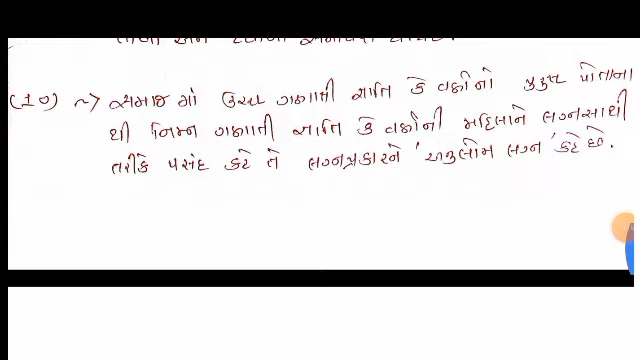 (10) ~> સમાજ માં ઉચ્ચ ગણાતી જ્ઞાતિ કે વર્ગનો પુરુષ પોતાના
થી નિમ્ન ગણાતી જ્ઞાતિ કે વર્ગની મહિલાને લગ્નસાથી
તરીકે પસંદ કરે તે લગ્નપ્રકારને 'અનુલોમ લગ્ન' કહે છે.